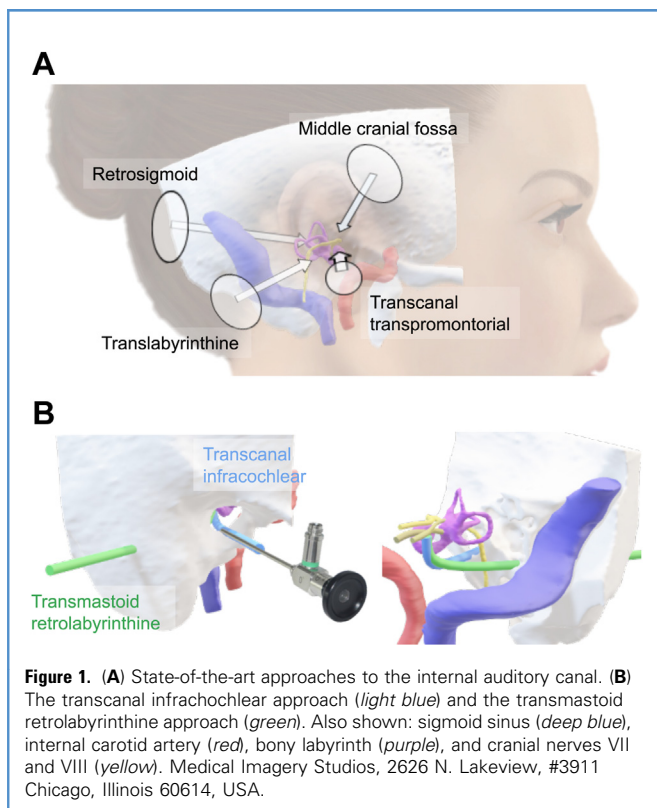 A
Middle cranial fossa
Retrosigmoid
Transcanal
transpromontorial
Translabyrinthine
B
Transcanal
infracochlear
Transmastoid
retrolabyrinthine
Figure 1. (A) State-of-the-art approaches to the internal auditory canal. (B)
The transcanal infrachochlear approach (light blue) and the transmastoid
retrolabyrinthine approach (green). Also shown: sigmoid sinus (deep blue),
internal carotid artery (red), bony labyrinth (purple), and cranial nerves VII
and VIII (yellow). Medical Imagery Studios, 2626 N. Lakeview, #3911
Chicago, Illinois 60614, USA.